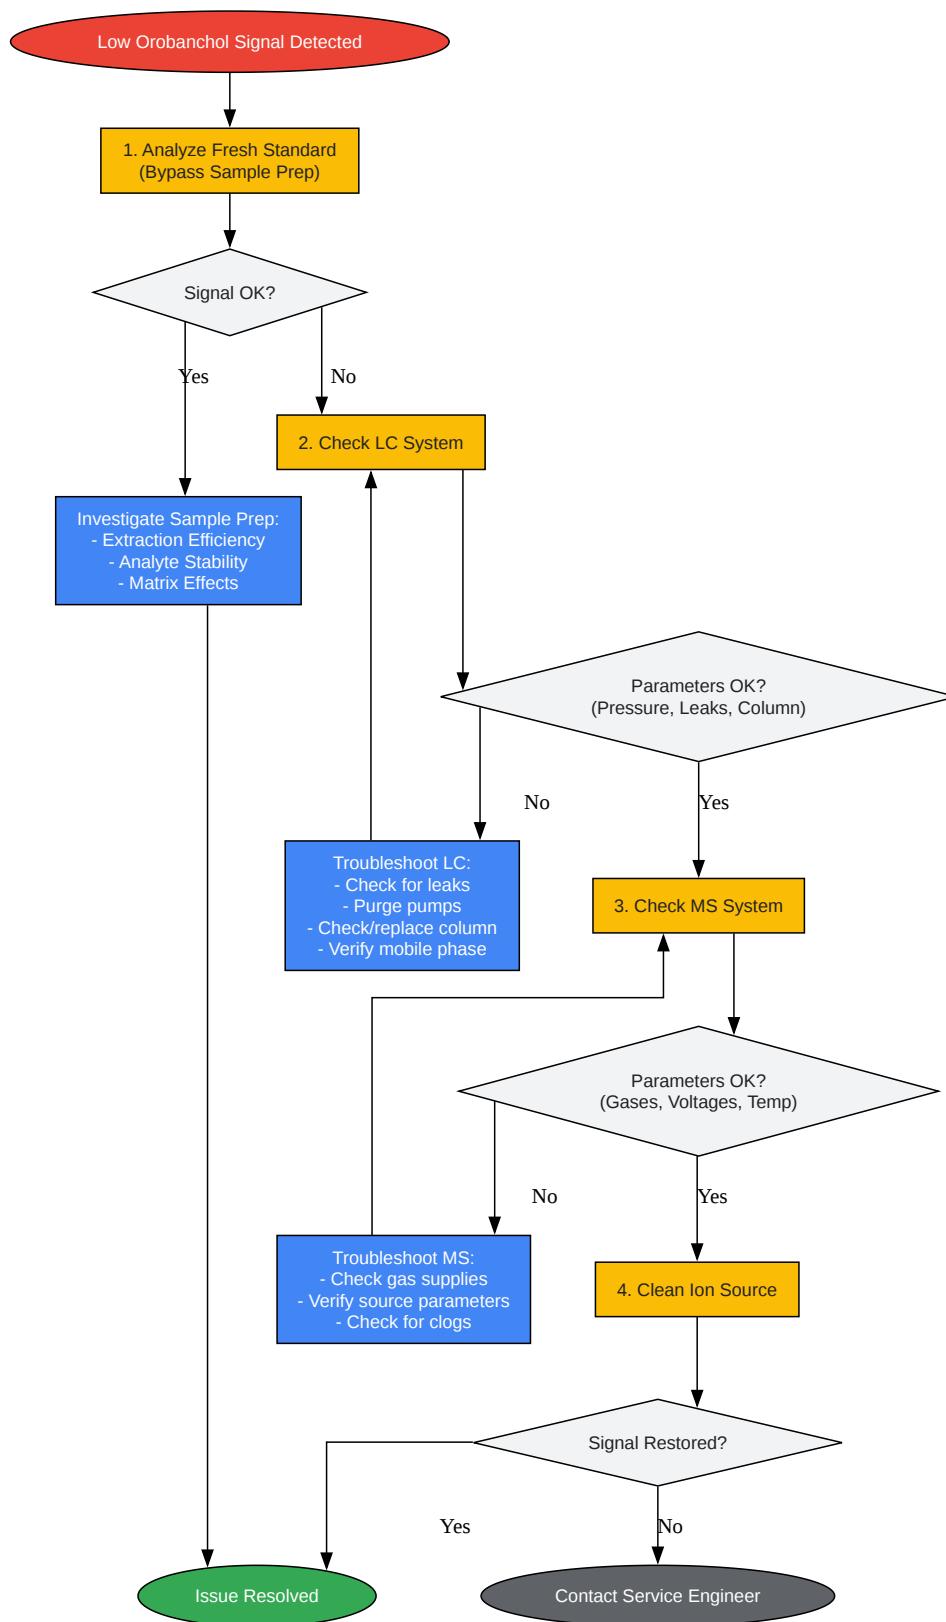 Low Orobanchol Signal Detected
1. Analyze Fresh Standard
(Bypass Sample Prep)
Signal OK?
Yes
No
2. Check LC System
Investigate Sample Prep:
- Extraction Efficiency
- Analyte Stability
- Matrix Effects
Parameters OK?
(Pressure, Leaks, Column)
No
Yes
Troubleshoot LC:
- Check for leaks
- Purge pumps
- Check/replace column
- Verify mobile phase
3. Check MS System
Parameters OK?
(Gases, Voltages, Temp)
No
Yes
Troubleshoot MS:
- Check gas supplies
- Verify source parameters
- Check for clogs
4. Clean Ion Source
Signal Restored?
Yes
No
Issue Resolved
Contact Service Engineer